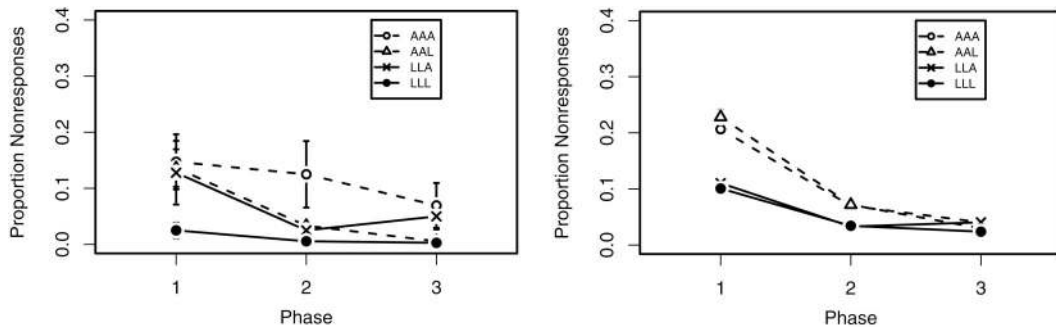 Proportion Nonresponses
0.4
0.3
0.2
0.1
0.0
AAA
AAL
LLA
LLL
1
2
3
Phase
Proportion Nonresponses
0.4
0.3
0.2
0.1
0.0
AAA
AAL
LLA
LLL
1
2
3
Phase